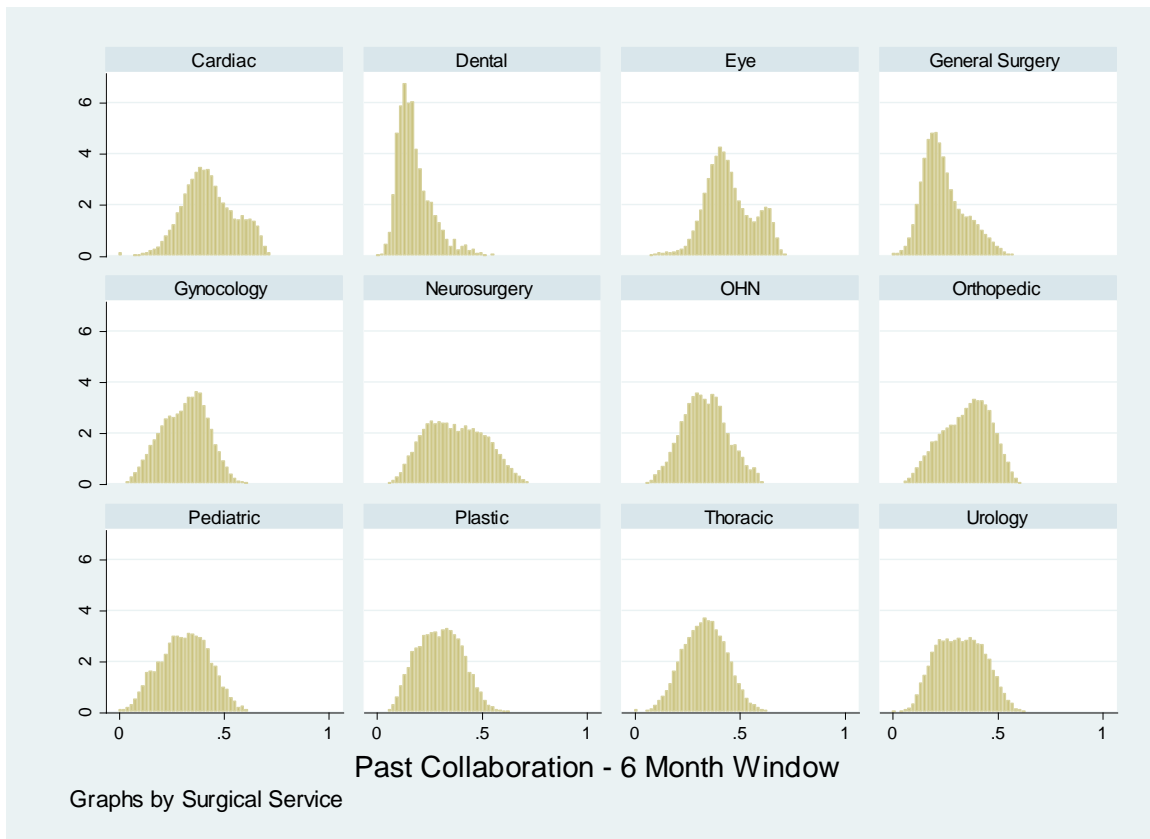 Cardiac Dental Eye General Surgery
6
4
2
0
Gynocology Neurosurgery OHN Orthopedic
6
4
2
0
Pediatric Plastic Thoracic Urology
6
4
2
0
0 .5 1 0 .5 1 0 .5 1 0 .5 1
Past Collaboration - 6 Month Window
Graphs by Surgical Service